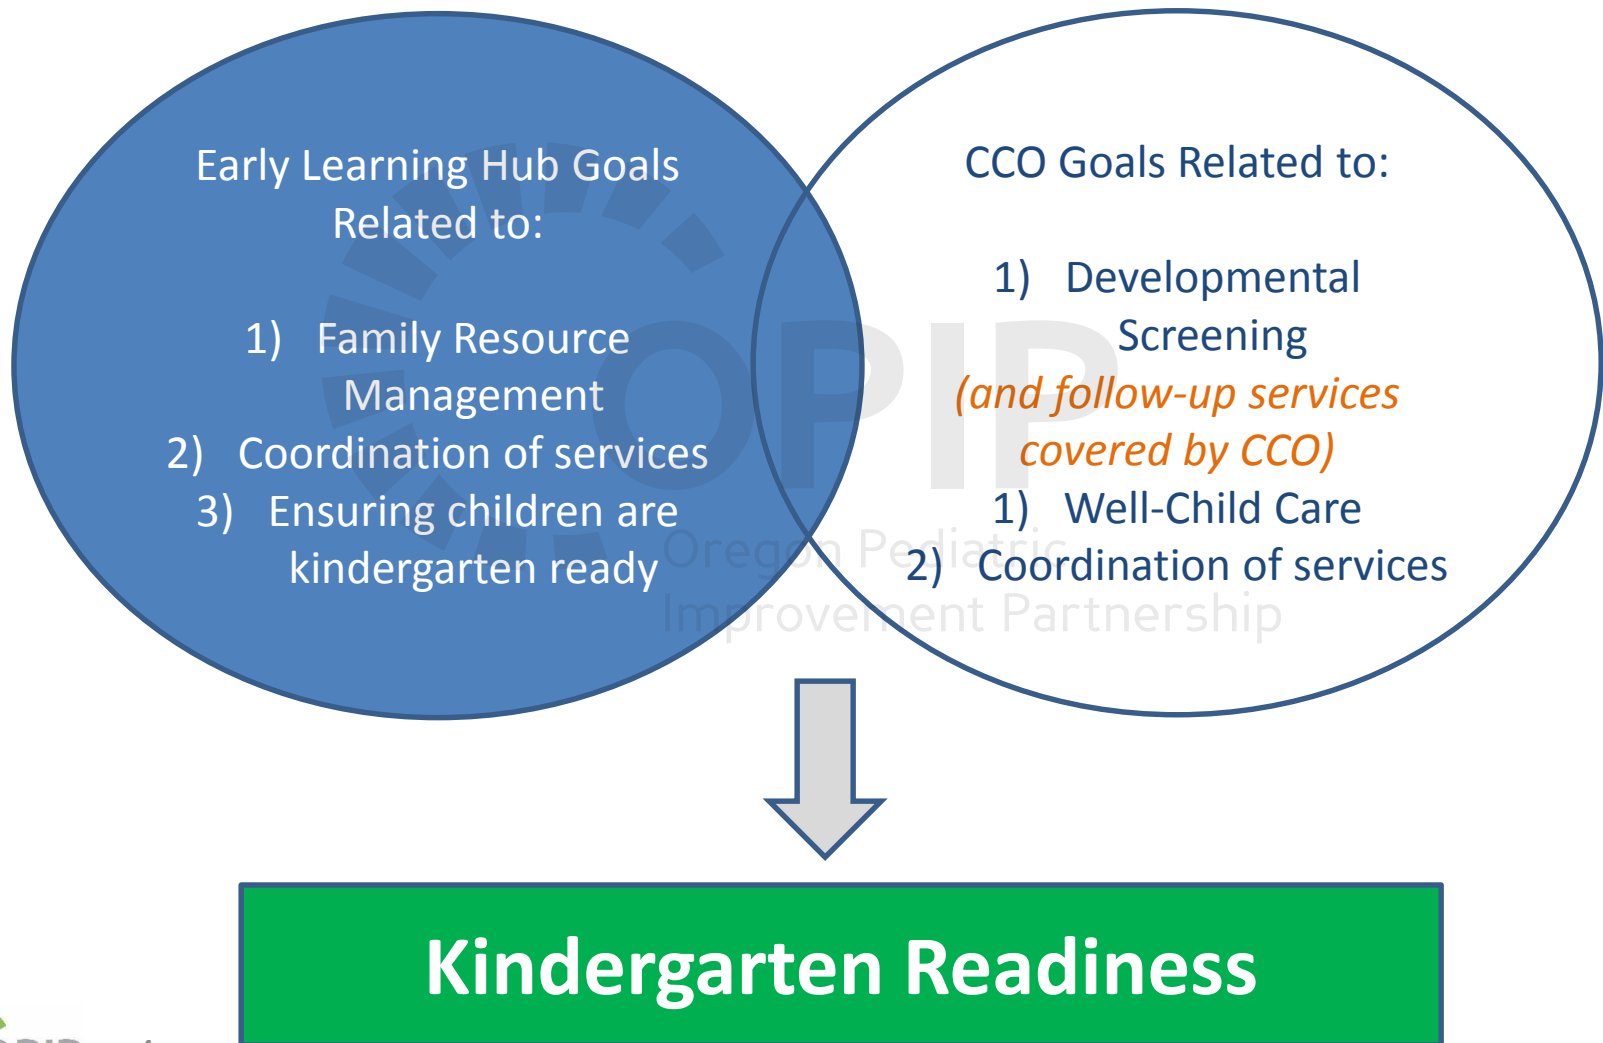 Early Learning Hub Goals
Related to:
1) Family Resource
Management
2) Coordination of services
3) Ensuring children are
kindergarten ready
CCO Goals Related to:
1) Developmental
Screening
(and follow-up services
covered by CCO)
1) Well-Child Care
2) Coordination of services
OPIP
Oregon Pediatric
Improvement Partnership
Kindergarten Readiness